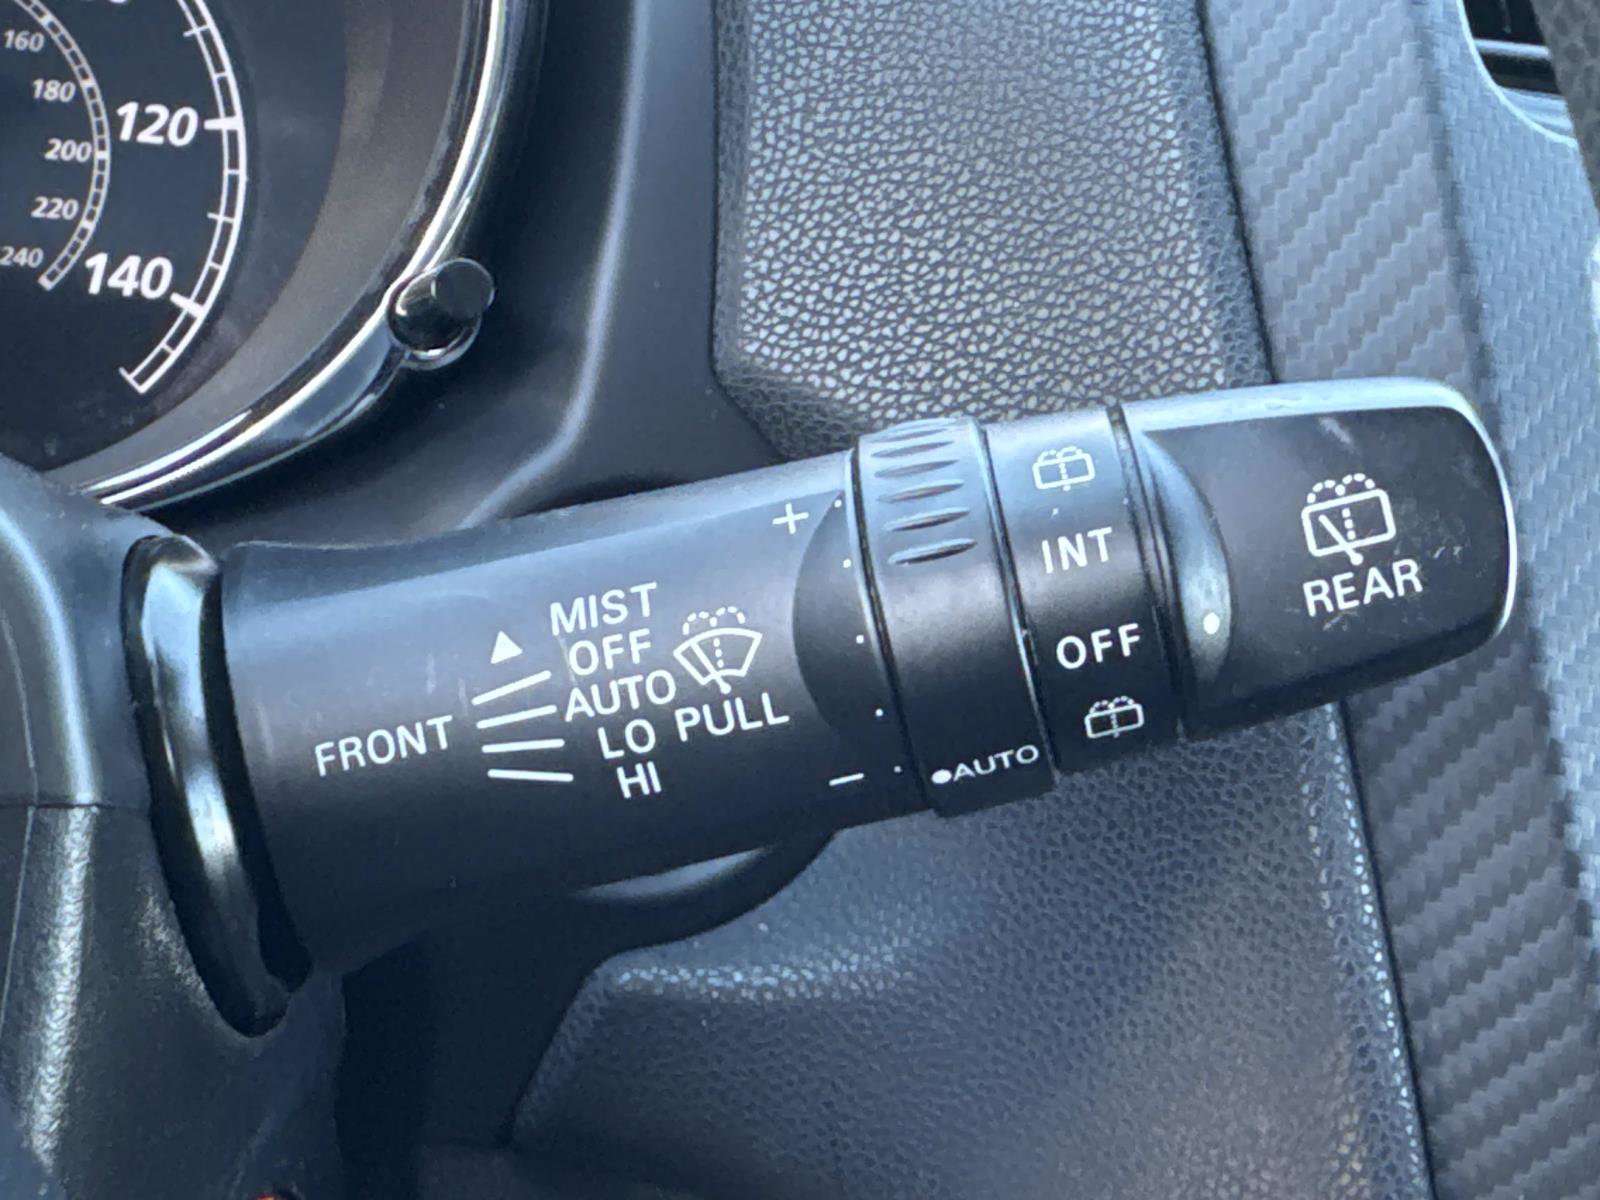 160
180
200
220
240
120
140
MIST
OFF
AUTO
LO PULL
HI
FRONT
+
−
●AUTO
INT
OFF
REAR